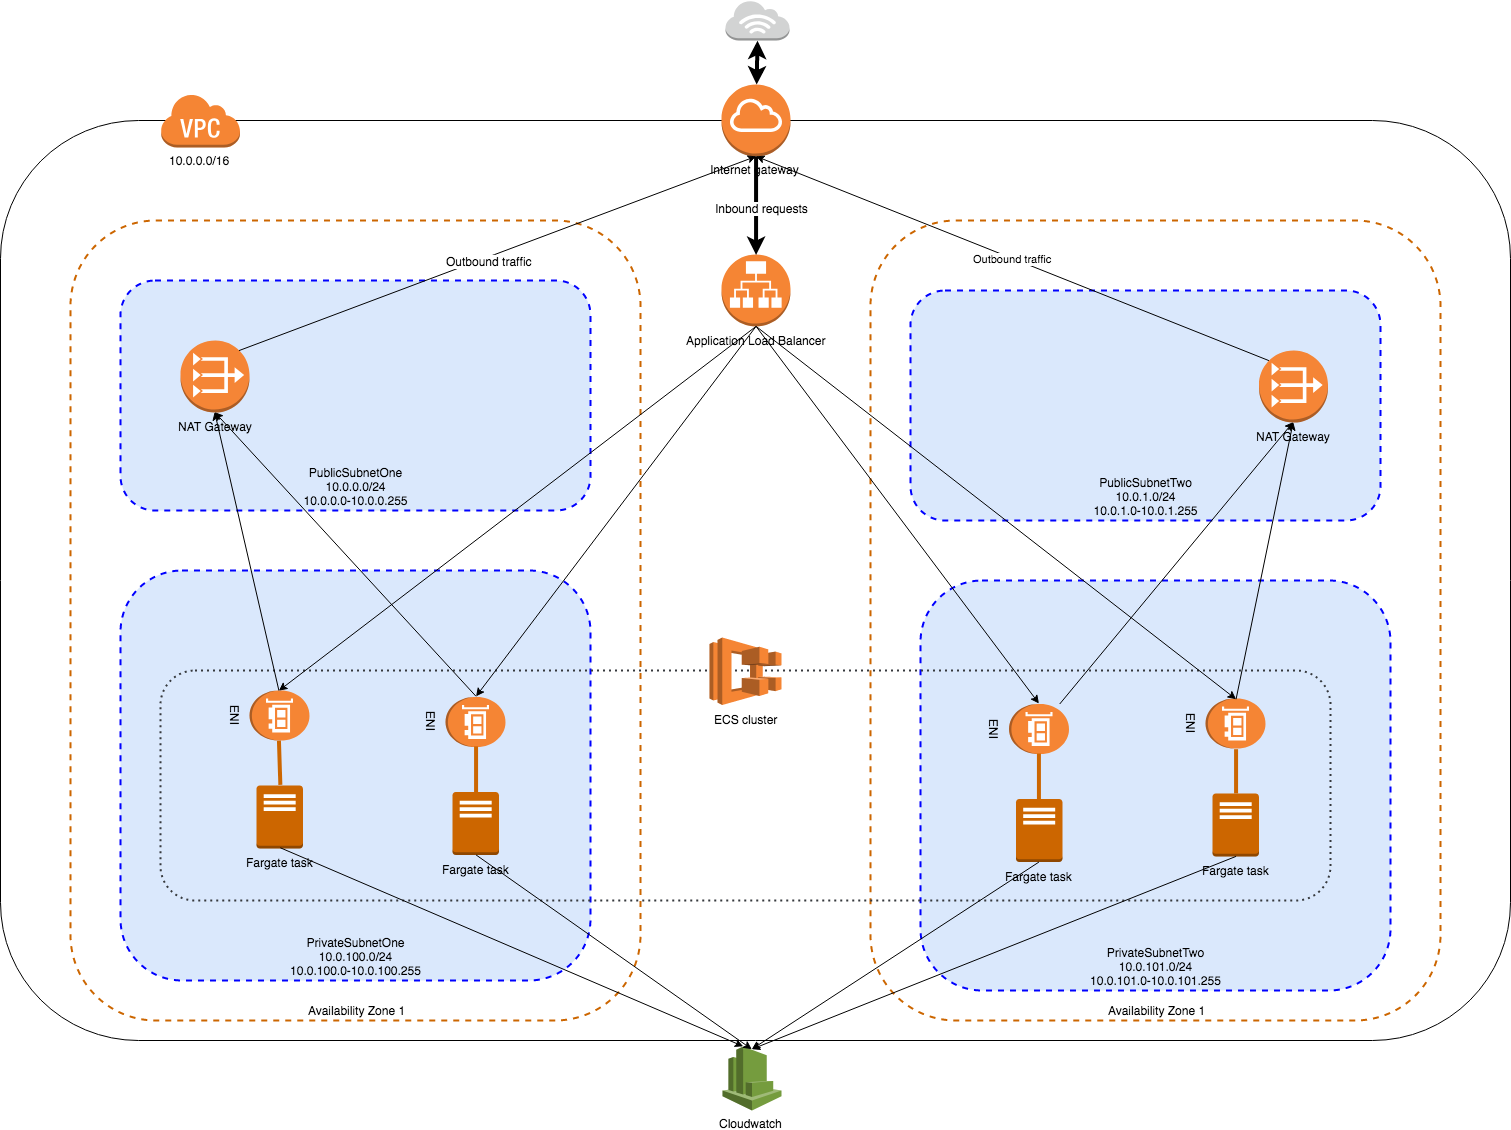 VPC
10.0.0.0/16
Internet gateway
Inbound requests
Outbound traffic
Outbound traffic
Application Load Balancer
NAT Gateway
NAT Gateway
PublicSubnetOne
10.0.0.0/24
10.0.0.0-10.0.0.255
PublicSubnetTwo
10.0.1.0/24
10.0.1.0-10.0.1.255
ECS cluster
ENI
ENI
ENI
ENI
Fargate task
Fargate task
Fargate task
Fargate task
PrivateSubnetOne
10.0.100.0/24
10.0.100.0-10.0.100.255
PrivateSubnetTwo
10.0.101.0/24
10.0.101.0-10.0.101.255
Availability Zone 1
Availability Zone 1
Cloudwatch